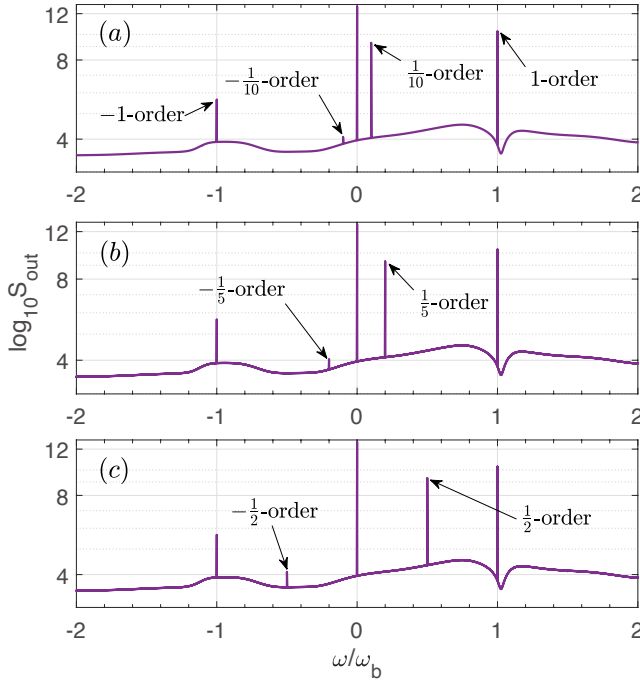 (a)
12
8
4
−1-order
−1/10-order
1/10-order
1-order
-2 -1 0 1 2
(b)
12
8
4
−1/5-order
1/5-order
-2 -1 0 1 2
log10Sout
(c)
12
8
4
−1/2-order
1/2-order
-2 -1 0 1 2
ω/ωb